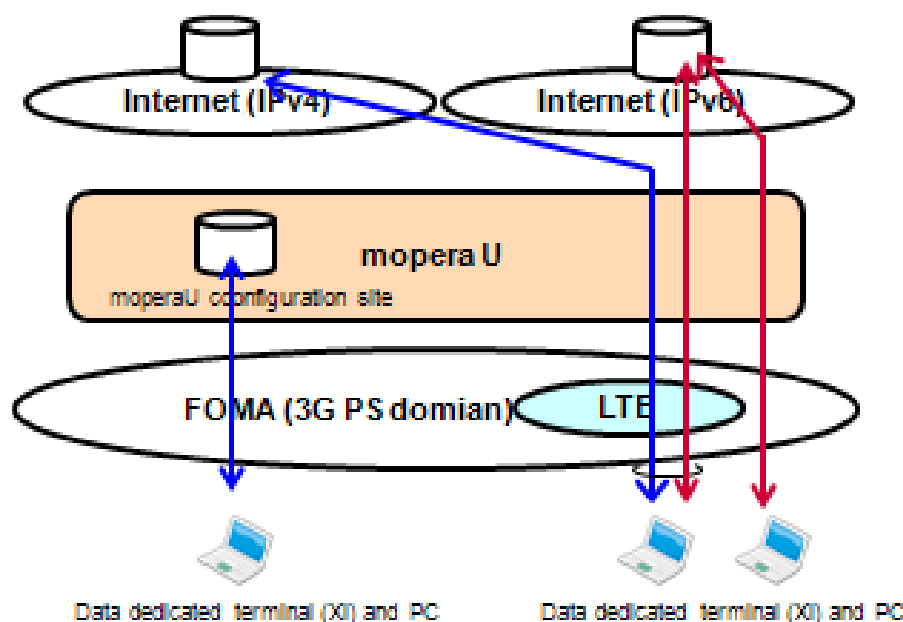 Internet (IPv4)
Internet (IPv6)
mopera U
moperaU cconfiguration site
FOMA (3G PS domian)
LTE
Data dedicated terminal (Xi) and PC
Data dedicated terminal (Xi) and PC